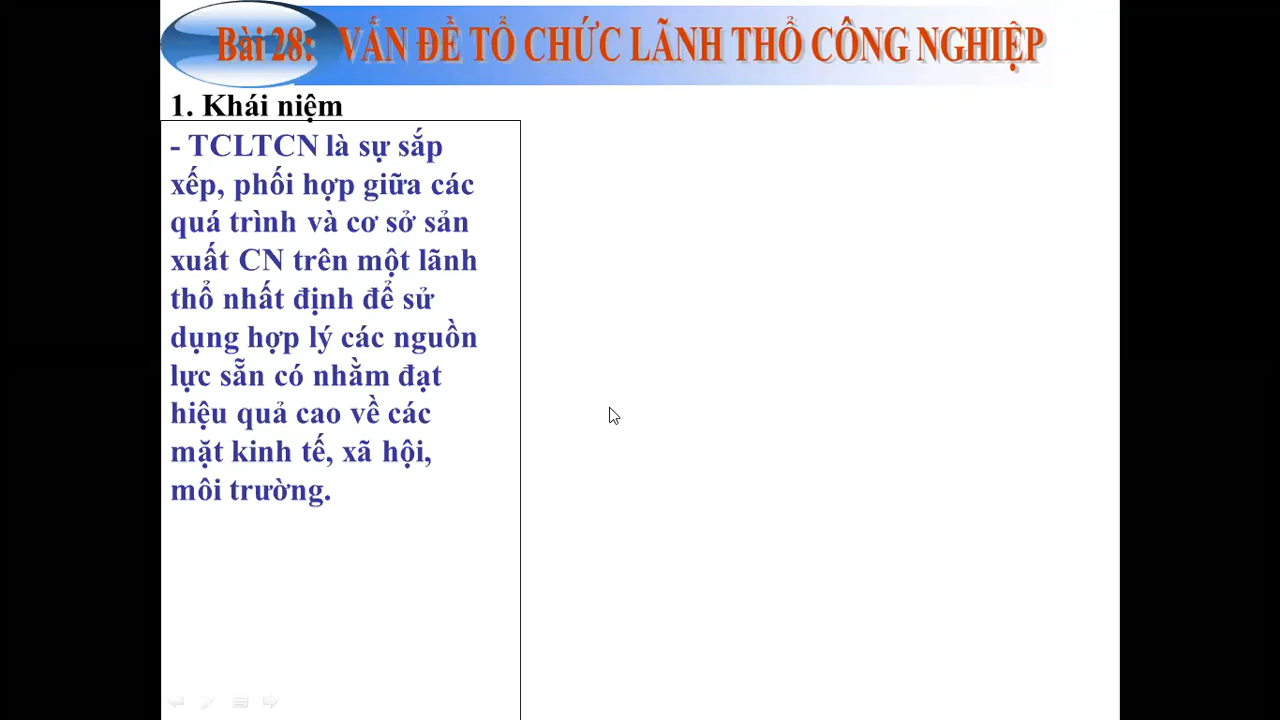 Bài 28: VẤN ĐỀ TỔ CHỨC LÃNH THỔ CÔNG NGHIỆP
1. Khái niệm
- TCLTCN là sự sắp
xếp, phối hợp giữa các
quá trình và cơ sở sản
xuất CN trên một lãnh
thổ nhất định để sử
dụng hợp lý các nguồn
lực sẵn có nhằm đạt
hiệu quả cao về các
mặt kinh tế, xã hội,
môi trường.